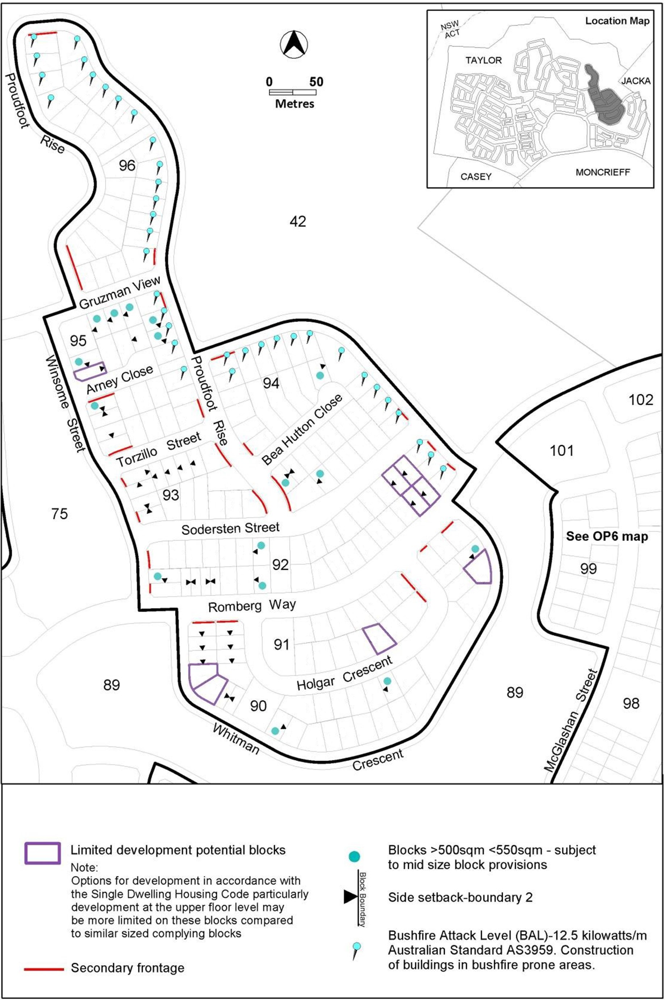 Location Map
NSW
ACT
TAYLOR
JACKA
CASEY
MONCRIEFF
0 50
Metres
Proudfoot
Rise
96
42
Gruzman View
95
Arney Close
Winsome Street
Proudfoot Rise
94
Bea Hutton Close
102
101
Torzillo Street
93
75
Sodersten Street
See OP6 map
92
99
Romberg Way
91
Holgar Crescent
89
90
89
98
Whitman
Crescent
McGlashan Street
Limited development potential blocks
Note:
Options for development in accordance with
the Single Dwelling Housing Code particularly
development at the upper floor level may
be more limited on these blocks compared
to similar sized complying blocks
Secondary frontage
Blocks >500sqm <550sqm - subject
to mid size block provisions
Block Boundary
Side setback-boundary 2
Bushfire Attack Level (BAL)-12.5 kilowatts/m
Australian Standard AS3959. Construction
of buildings in bushfire prone areas.